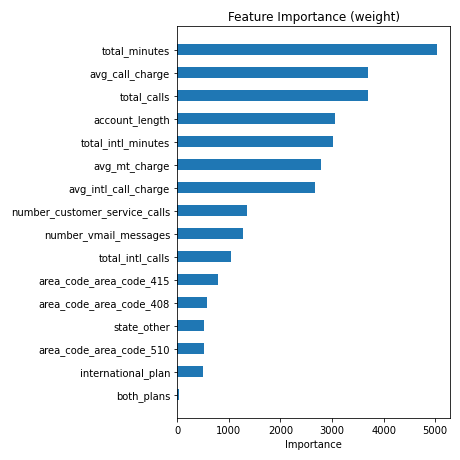 Feature Importance (weight)
total_minutes
avg_call_charge
total_calls
account_length
total_intl_minutes
avg_mt_charge
avg_intl_call_charge
number_customer_service_calls
number_vmail_messages
total_intl_calls
area_code_area_code_415
area_code_area_code_408
state_other
area_code_area_code_510
international_plan
both_plans
0 1000 2000 3000 4000 5000
Importance